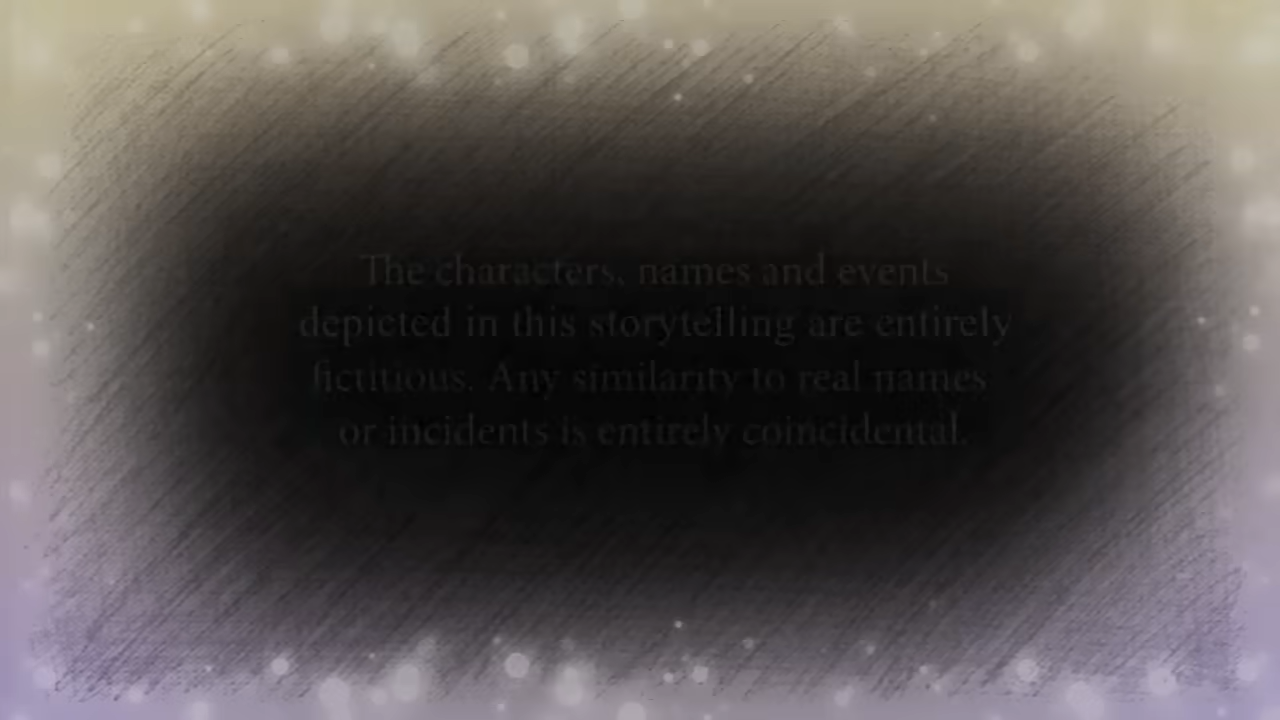 The characters, names and events
depicted in this storytelling are entirely
fictitious. Any similarity to real names
or incidents is entirely coincidental.